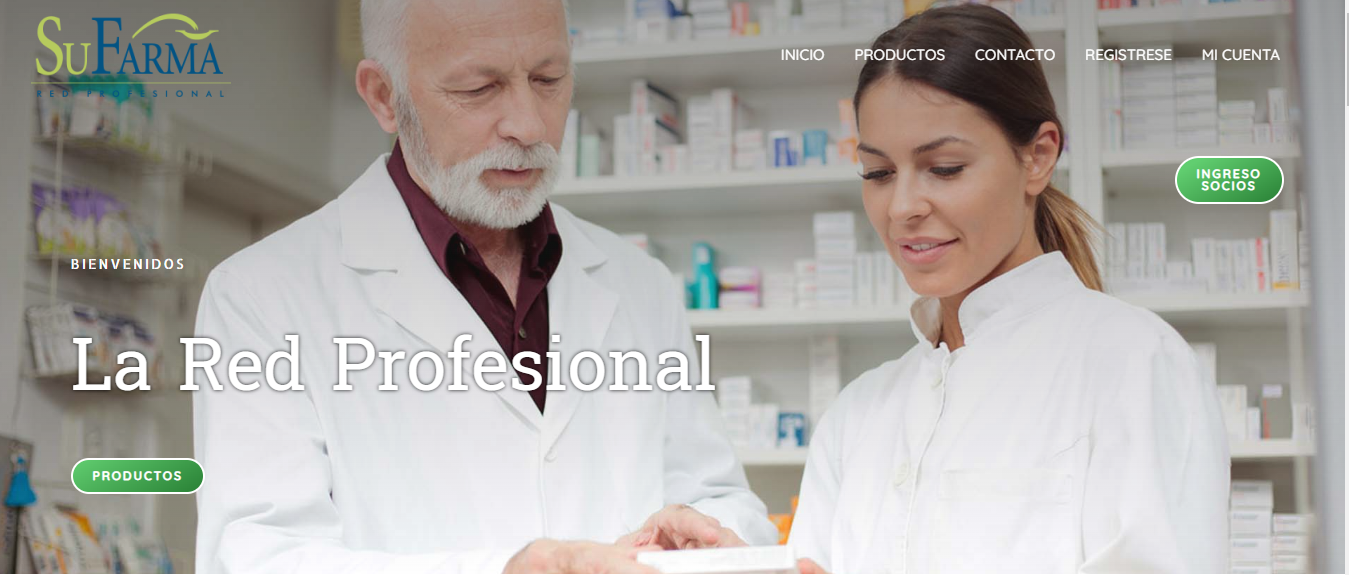 SUFARMA
RED PROFESIONAL
INICIO PRODUCTOS CONTACTO REGISTRESE MI CUENTA
INGRESO
SOCIOS
BIENVENIDOS
La Red Profesional
PRODUCTOS